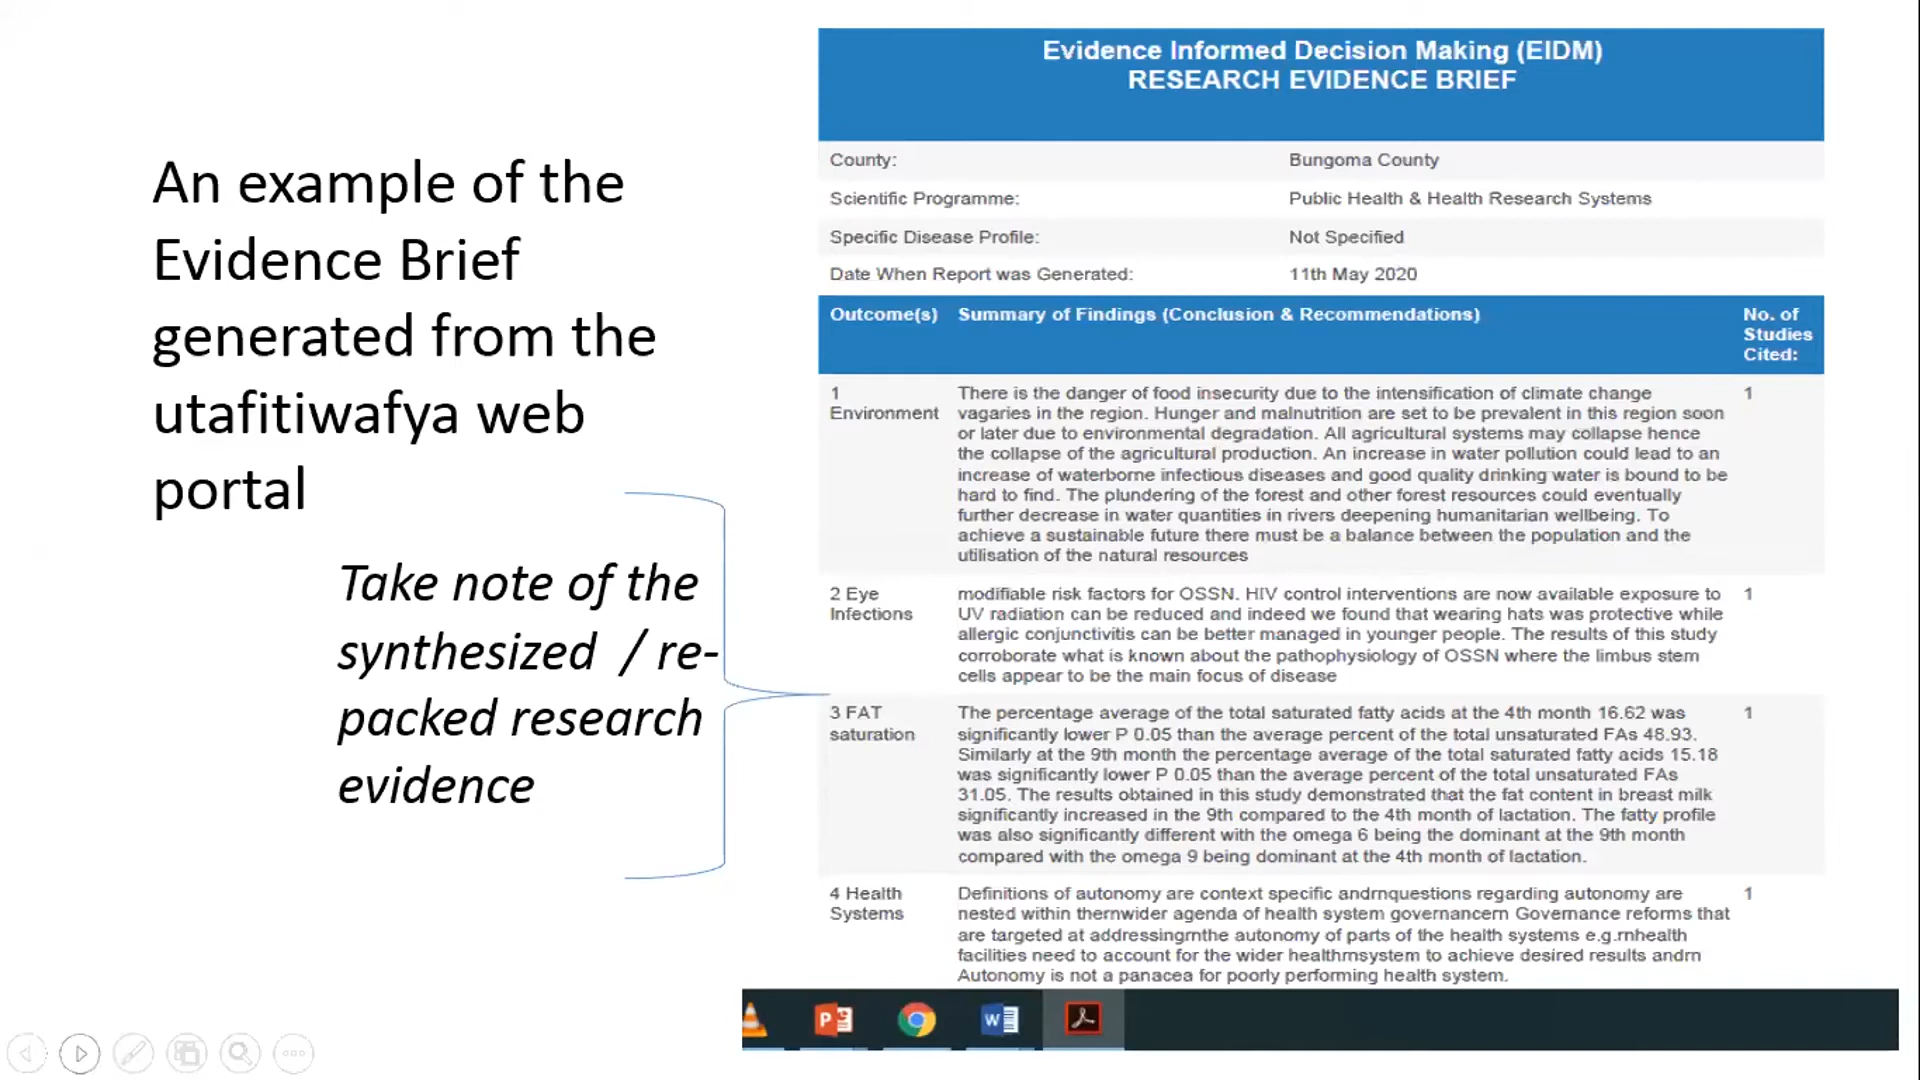 An example of the
Evidence Brief
generated from the
utafitiwafya web
portal
Take note of the
synthesized / re-
packed research
evidence
Evidence Informed Decision Making (EIDM)
RESEARCH EVIDENCE BRIEF
County: Bungoma County
Scientific Programme: Public Health & Health Research Systems
Specific Disease Profile: Not Specified
Date When Report was Generated: 11th May 2020
Outcome(s) Summary of Findings (Conclusion & Recommendations) No. of
Studies
Cited:
1 There is the danger of food insecurity due to the intensification of climate change 1
Environment vagaries in the region. Hunger and malnutrition are set to be prevalent in this region soon
or later due to environmental degradation. All agricultural systems may collapse hence
the collapse of the agricultural production. An increase in water pollution could lead to an
increase of waterborne infectious diseases and good quality drinking water is bound to be
hard to find. The plundering of the forest and other forest resources could eventually
further decrease in water quantities in rivers deepening humanitarian wellbeing. To
achieve a sustainable future there must be a balance between the population and the
utilisation of the natural resources
2 Eye modifiable risk factors for OSSN. HIV control interventions are now available exposure to 1
Infections UV radiation can be reduced and indeed we found that wearing hats was protective while
allergic conjunctivitis can be better managed in younger people. The results of this study
corroborate what is known about the pathophysiology of OSSN where the limbus stem
cells appear to be the main focus of disease
3 FAT The percentage average of the total saturated fatty acids at the 4th month 16.62 was 1
saturation significantly lower P 0.05 than the average percent of the total unsaturated FAs 48.93.
Similarly at the 9th month the percentage average of the total saturated fatty acids 15.18
was significantly lower P 0.05 than the average percent of the total unsaturated FAs
31.05. The results obtained in this study demonstrated that the fat content in breast milk
significantly increased in the 9th compared to the 4th month of lactation. The fatty profile
was also significantly different with the omega 6 being the dominant at the 9th month
compared with the omega 9 being dominant at the 4th month of lactation.
4 Health Definitions of autonomy are context specific andrnquestions regarding autonomy are 1
Systems nested within thernwider agenda of health system governancern Governance reforms that
are targeted at addressingrnthe autonomy of parts of the health systems e.g.rnhealth
facilities need to account for the wider healthrnsystem to achieve desired results andrn
Autonomy is not a panacea for poorly performing health system.